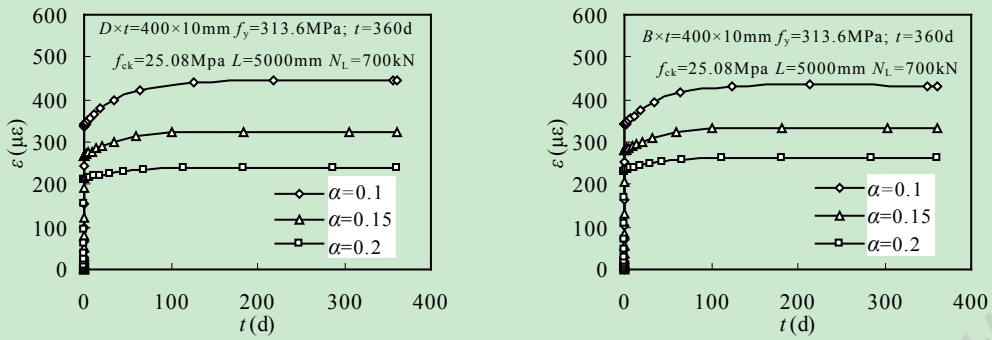 600
500
400
300
200
100
0
ε (με)
D×t=400×10mm fy=313.6MPa; t=360d
fck=25.08Mpa L=5000mm NL=700kN
α=0.1
α=0.15
α=0.2
0 100 200 300 400
t (d)
600
500
400
300
200
100
0
ε (με)
B×t=400×10mm fy=313.6MPa; t=360d
fck=25.08Mpa L=5000mm NL=700kN
α=0.1
α=0.15
α=0.2
0 100 200 300 400
t (d)